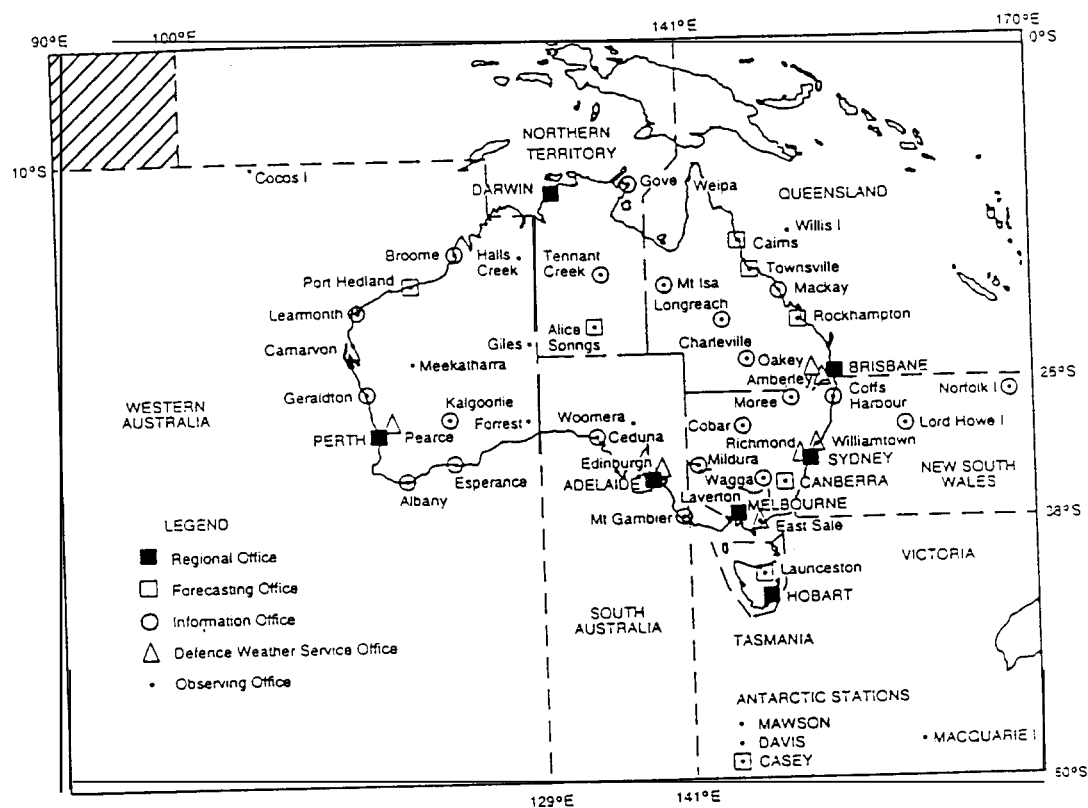 90°E
100°E
141°E
170°E
0°S
10°S
Cocos I
NORTHERN
TERRITORY
DARWIN
Gove
Weipa
QUEENSLAND
Willis I
Cairns
Broome
Halls
Creek
Tennant
Creek
Townsville
Mt Isa
Mackay
Port Hedland
Longreach
Learmonth
Rockhampton
Alice
Springs
Giles
Charleville
Carnarvon
Meekatharra
Oakey
BRISBANE
25°S
Amberley
Norfolk I
Geraldton
Moree
Coffs
Harbour
WESTERN
AUSTRALIA
Kalgoorlie
Woomera
Cobar
Lord Howe I
PERTH
Pearce
Forrest
Ceduna
Richmond
Williamtown
Edinburgh
Mildura
SYDNEY
ADELAIDE
Wagga
CANBERRA
NEW SOUTH
WALES
Albany
Esperance
Laverton
MELBOURNE
Mt Gambier
38°S
East Sale
LEGEND
VICTORIA
Regional Office
Launceston
Forecasting Office
HOBART
Information Office
SOUTH
AUSTRALIA
TASMANIA
Defence Weather Service Office
Observing Office
ANTARCTIC STATIONS
MAWSON
MACQUARIE I
DAVIS
CASEY
50°S
129°E
141°E